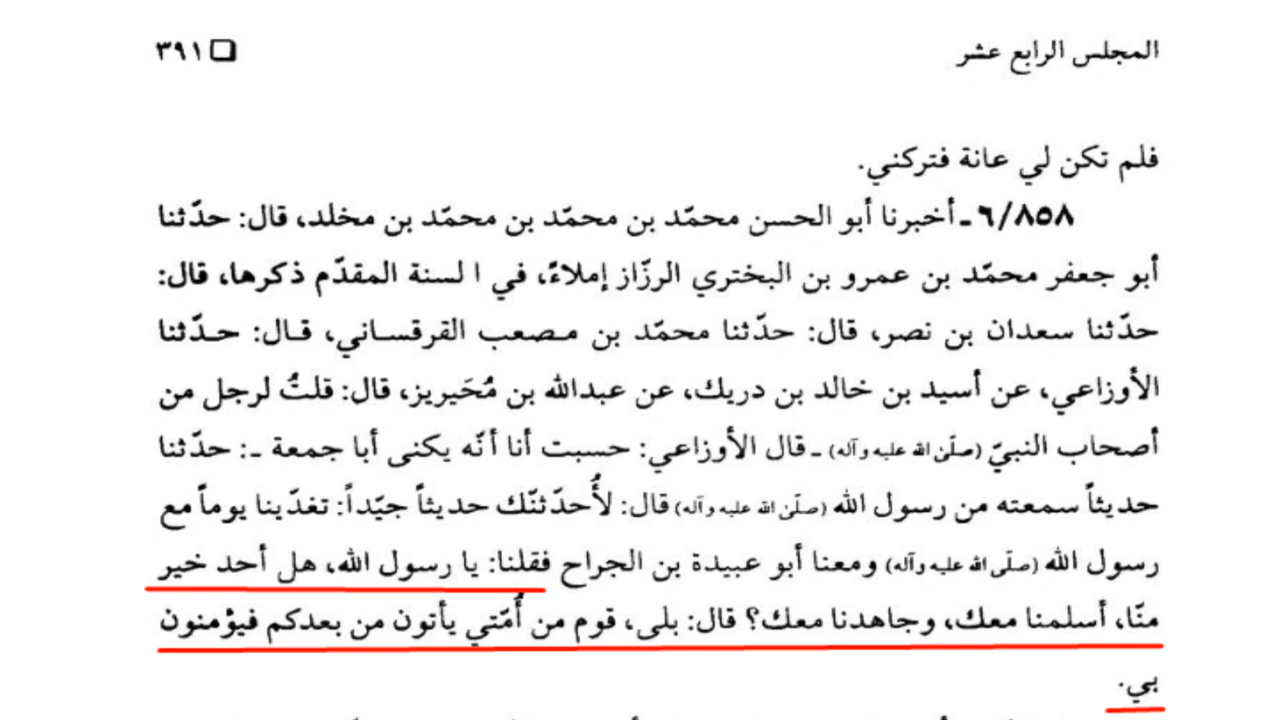 المجلس الرابع عشر ❏ ٣٩١
فلم تكن لي عانة فتركني.
٦/٨٥٨ ـ أخبرنا أبو الحسن محمّد بن محمّد بن محمّد بن مخلد، قال: حدّثنا
أبو جعفر محمّد بن عمرو بن البختري الرزّاز إملاءً، في ا لسنة المقدّم ذكرها، قال:
حدّثنا سعدان بن نصر، قال: حدّثنا محمّد بن مـصعب القرقسـاني، قـال: حـدّثنا
الأوزاعي، عن أسيد بن خالد بن دريك، عن عبدالله بن مُحَيريز، قال: قلتُ لرجل من
أصحاب النبيّ (صلّى الله عليه وآله) ـ قال الأوزاعي: حسبت أنا أنّه يكنى أبا جمعة ـ: حدّثنا
حديثاً سمعته من رسول الله (صلّى الله عليه وآله) قال: لأُحدّثنّك حديثاً جيّداً: تغدّينا يوماً مع
رسول الله (صلّى الله عليه وآله) ومعنا أبو عبيدة بن الجراح فقلنا: يا رسول الله، هل أحد خير
منّا، أسلمنا معك، وجاهدنا معك؟ قال: بلى، قوم من أُمّتي يأتون من بعدكم فيؤمنون
بي.